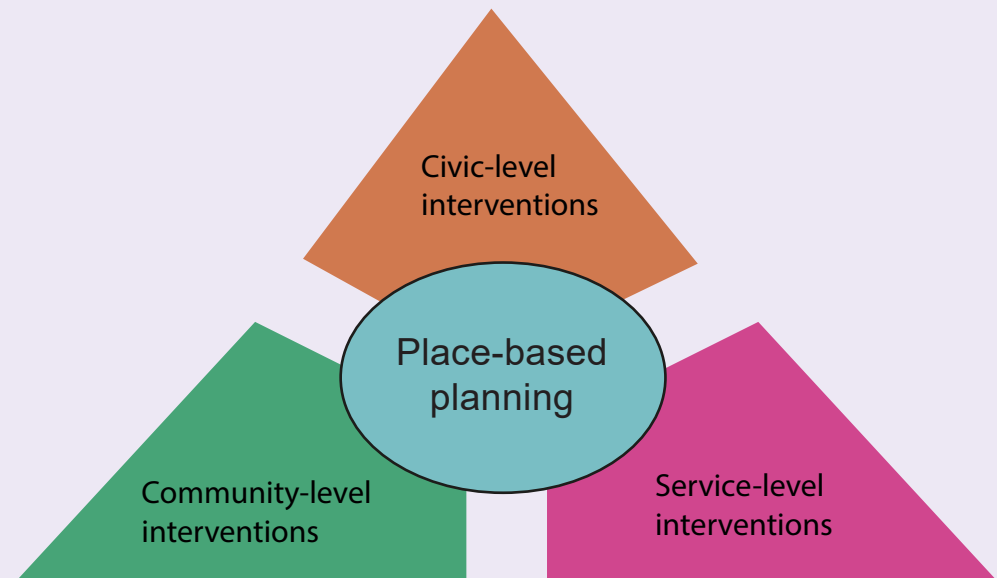 Civic-level
interventions
Place-based
planning
Community-level
interventions
Service-level
interventions